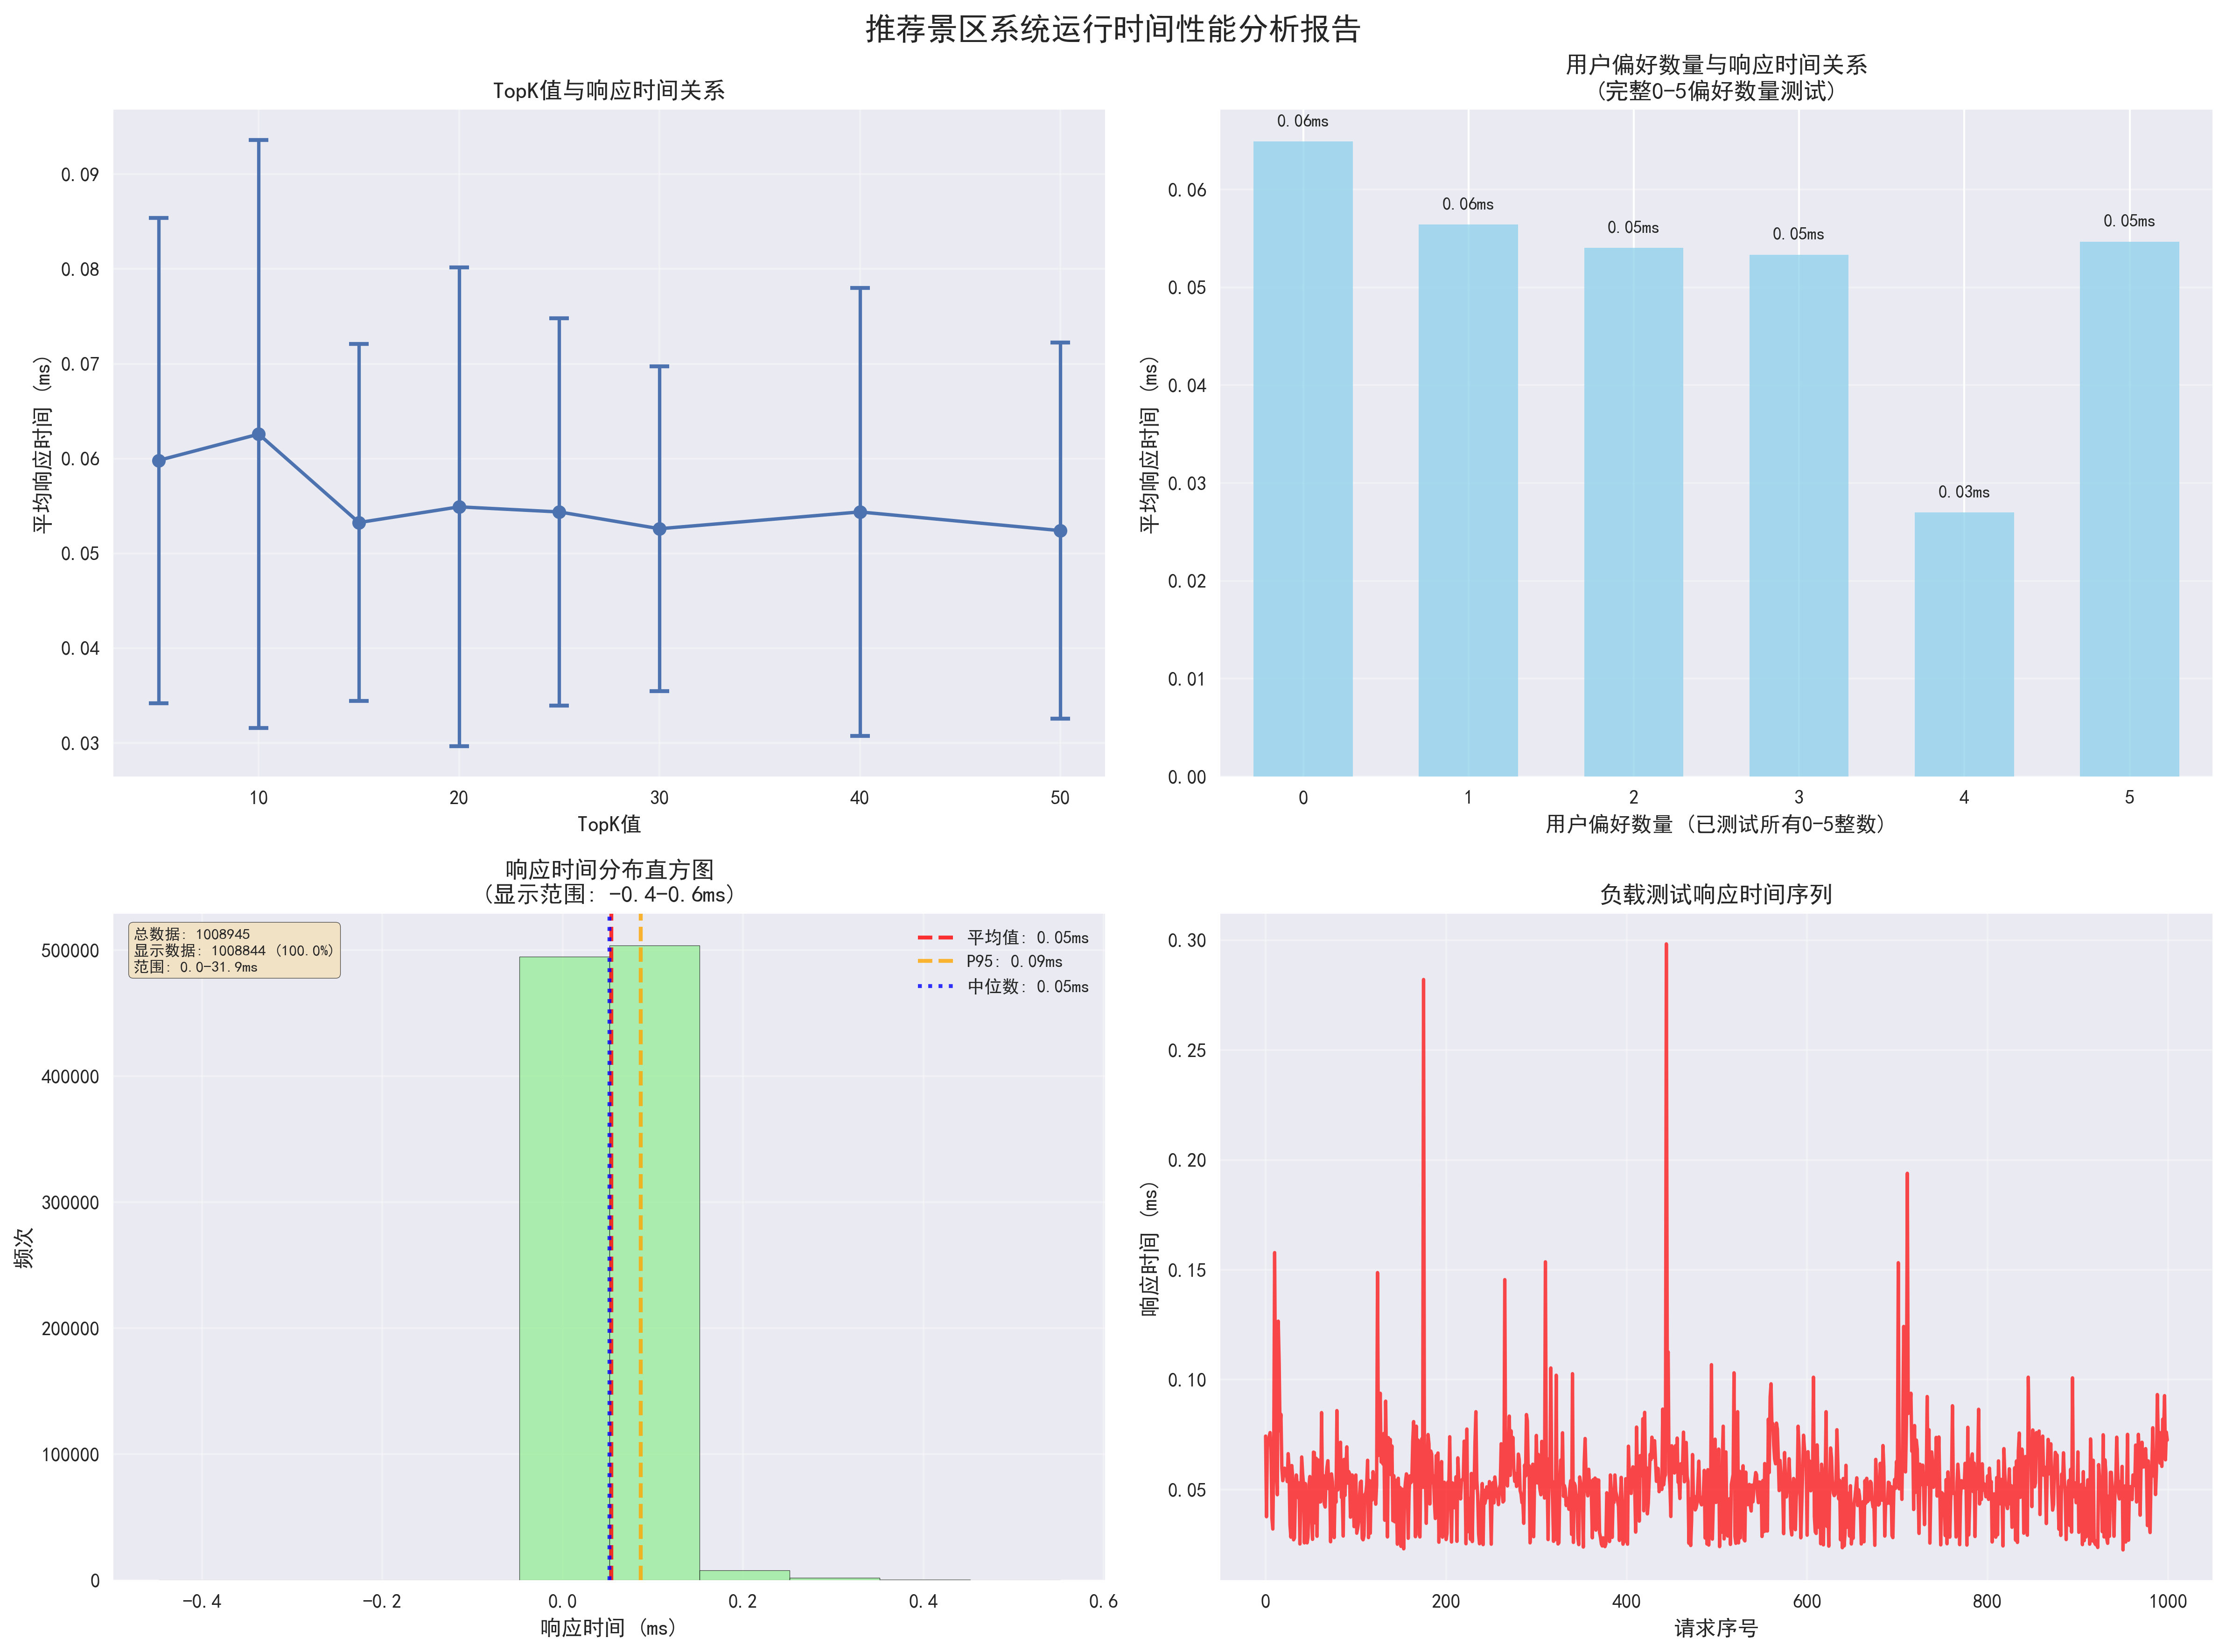 推荐景区系统运行时间性能分析报告
TopK值与响应时间关系
平均响应时间 (ms)
0.09
0.08
0.07
0.06
0.05
0.04
0.03
10 20 30 40 50
TopK值
用户偏好数量与响应时间关系
(完整0-5偏好数量测试)
平均响应时间 (ms)
0.06
0.05
0.04
0.03
0.02
0.01
0.00
0.06ms
0.06ms
0.05ms
0.05ms
0.03ms
0.05ms
0 1 2 3 4 5
用户偏好数量 (已测试所有0-5整数)
响应时间分布直方图
(显示范围: -0.4-0.6ms)
总数据: 1008945
显示数据: 1008844 (100.0%)
范围: 0.0-31.9ms
平均值: 0.05ms
P95: 0.09ms
中位数: 0.05ms
频次
500000
400000
300000
200000
100000
0
-0.4 -0.2 0.0 0.2 0.4 0.6
响应时间 (ms)
负载测试响应时间序列
响应时间 (ms)
0.30
0.25
0.20
0.15
0.10
0.05
0 200 400 600 800 1000
请求序号